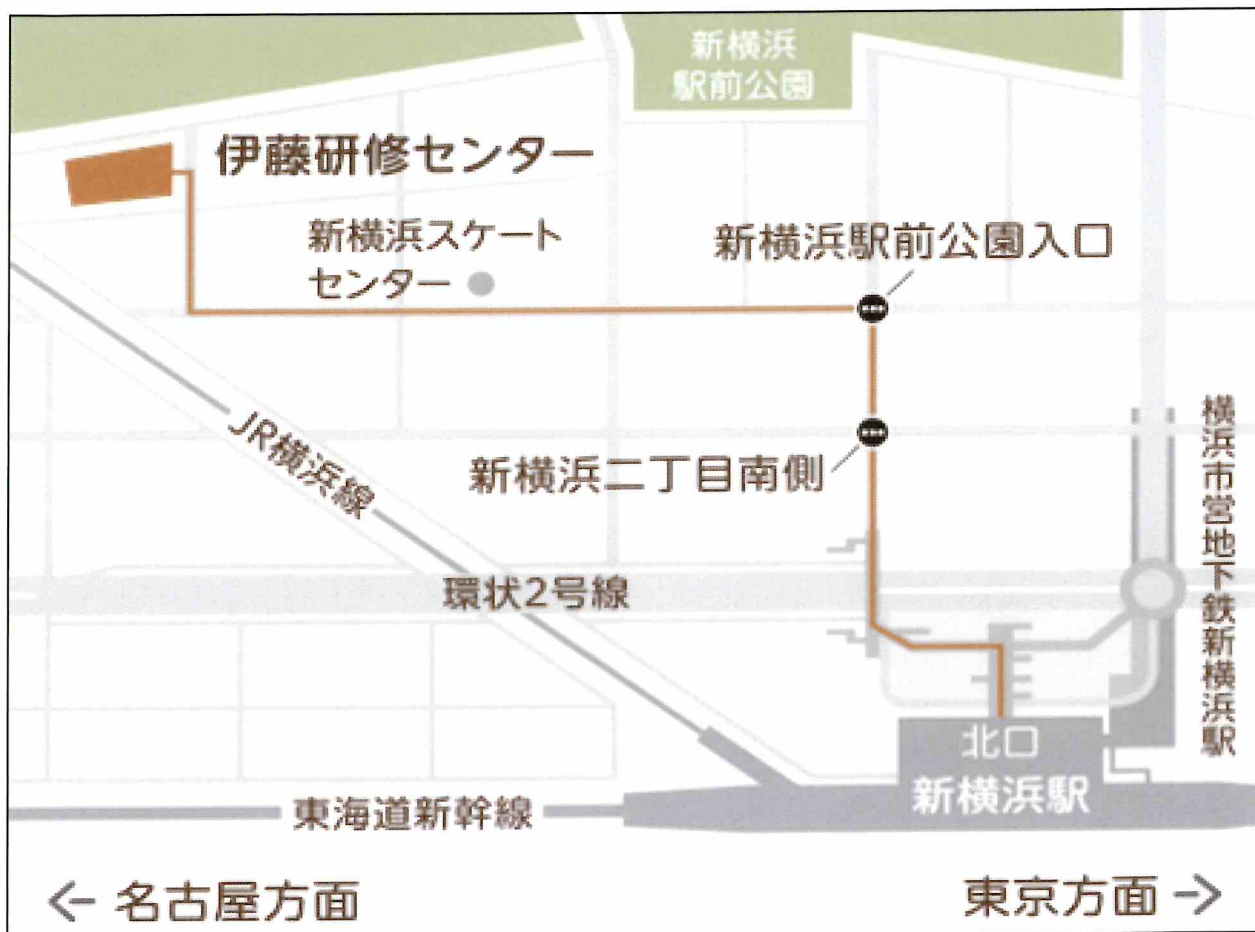 新横浜
駅前公園
伊藤研修センター
新横浜スケート
センター
新横浜駅前公園入口
新横浜二丁目南側
JR横浜線
環状2号線
横浜市営地下鉄新横浜駅
北口
新横浜駅
東海道新幹線
← 名古屋方面
東京方面 →